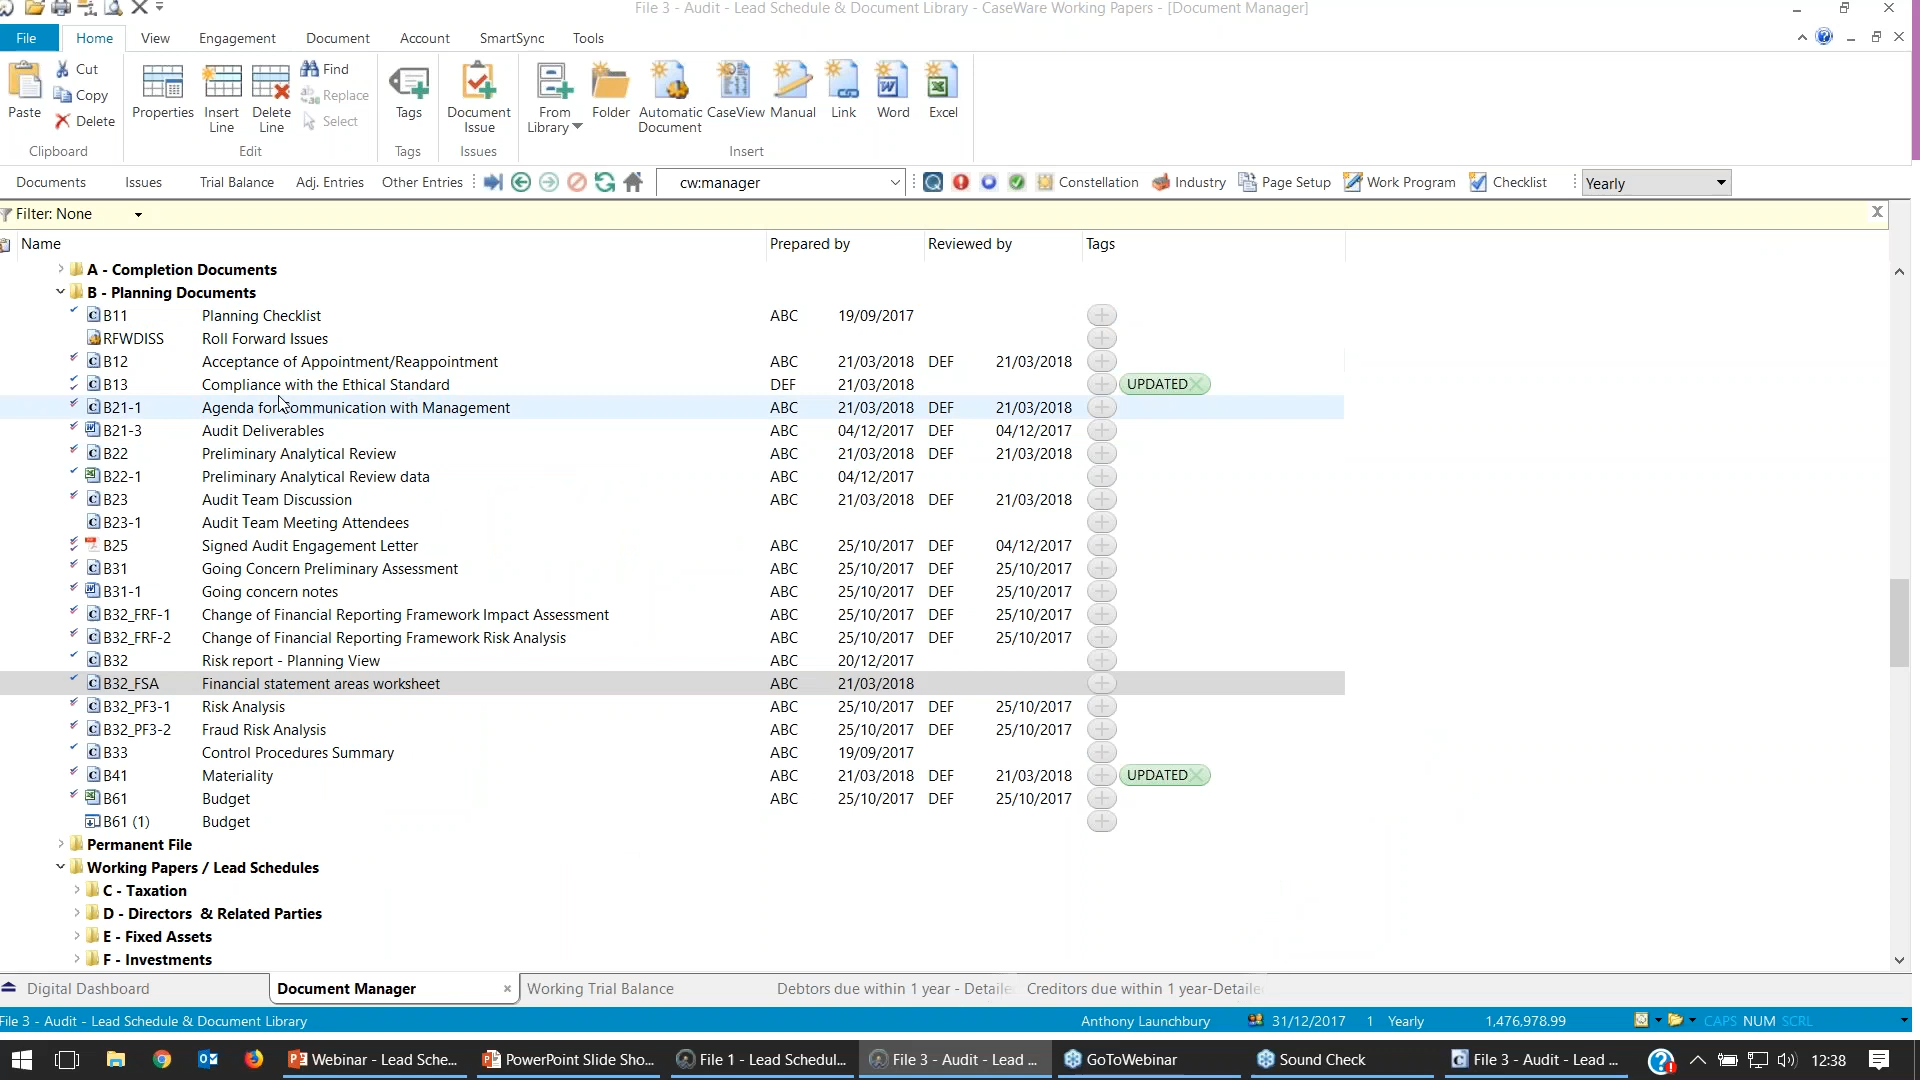 File 3 - Audit - Lead Schedule & Document Library - CaseWare Working Papers - [Document Manager]
File Home View Engagement Document Account SmartSync Tools
Paste Cut Copy Delete Properties Insert Line Delete Line Find Replace Select Tags Document Issue From Library Folder Automatic Document CaseView Manual Link Word Excel
Clipboard Edit Tags Issues Insert
Documents Issues Trial Balance Adj. Entries Other Entries cw:manager Constellation Industry Page Setup Work Program Checklist Yearly
Filter: None
Name Prepared by Reviewed by Tags
A - Completion Documents
B - Planning Documents
B11 Planning Checklist ABC 19/09/2017
RFWDISS Roll Forward Issues
B12 Acceptance of Appointment/Reappointment ABC 21/03/2018 DEF 21/03/2018
B13 Compliance with the Ethical Standard DEF 21/03/2018 UPDATED
B21-1 Agenda for Communication with Management ABC 21/03/2018 DEF 21/03/2018
B21-3 Audit Deliverables ABC 04/12/2017 DEF 04/12/2017
B22 Preliminary Analytical Review ABC 21/03/2018 DEF 21/03/2018
B22-1 Preliminary Analytical Review data ABC 04/12/2017
B23 Audit Team Discussion ABC 21/03/2018 DEF 21/03/2018
B23-1 Audit Team Meeting Attendees
B25 Signed Audit Engagement Letter ABC 25/10/2017 DEF 04/12/2017
B31 Going Concern Preliminary Assessment ABC 25/10/2017 DEF 25/10/2017
B31-1 Going concern notes ABC 25/10/2017 DEF 25/10/2017
B32_FRF-1 Change of Financial Reporting Framework Impact Assessment ABC 25/10/2017 DEF 25/10/2017
B32_FRF-2 Change of Financial Reporting Framework Risk Analysis ABC 25/10/2017 DEF 25/10/2017
B32 Risk report - Planning View ABC 20/12/2017
B32_FSA Financial statement areas worksheet ABC 21/03/2018
B32_PF3-1 Risk Analysis ABC 25/10/2017 DEF 25/10/2017
B32_PF3-2 Fraud Risk Analysis ABC 25/10/2017 DEF 25/10/2017
B33 Control Procedures Summary ABC 19/09/2017
B41 Materiality ABC 21/03/2018 DEF 21/03/2018 UPDATED
B61 Budget ABC 25/10/2017 DEF 25/10/2017
B61 (1) Budget
Permanent File
Working Papers / Lead Schedules
C - Taxation
D - Directors & Related Parties
E - Fixed Assets
F - Investments
Digital Dashboard Document Manager Working Trial Balance Debtors due within 1 year - Detaile Creditors due within 1 year-Detaile
File 3 - Audit - Lead Schedule & Document Library Anthony Launchbury 31/12/2017 1 Yearly 1,476,978.99 CAPS NUM SCRL
Webinar - Lead Sche... PowerPoint Slide Sho... File 1 - Lead Schedul... File 3 - Audit - Lead ... GoToWebinar Sound Check File 3 - Audit - Lead ... 12:38